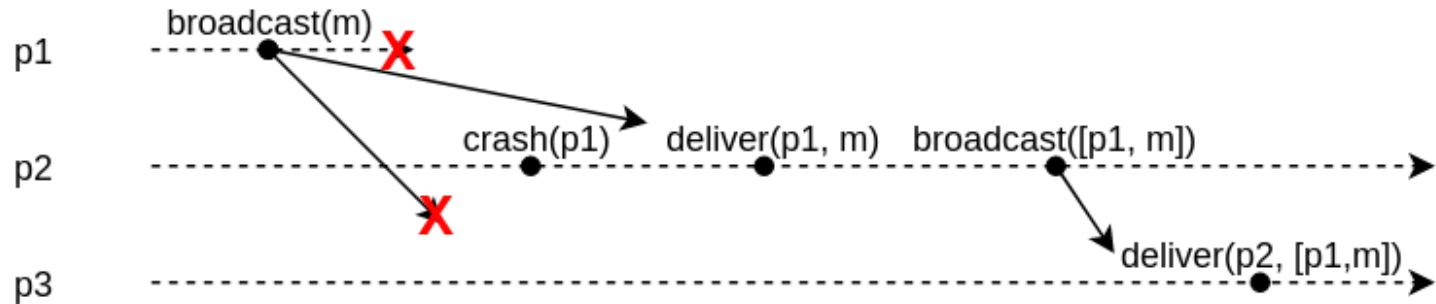 broadcast(m)
p1
crash(p1) deliver(p1, m) broadcast([p1, m])
p2
deliver(p2, [p1,m])
p3